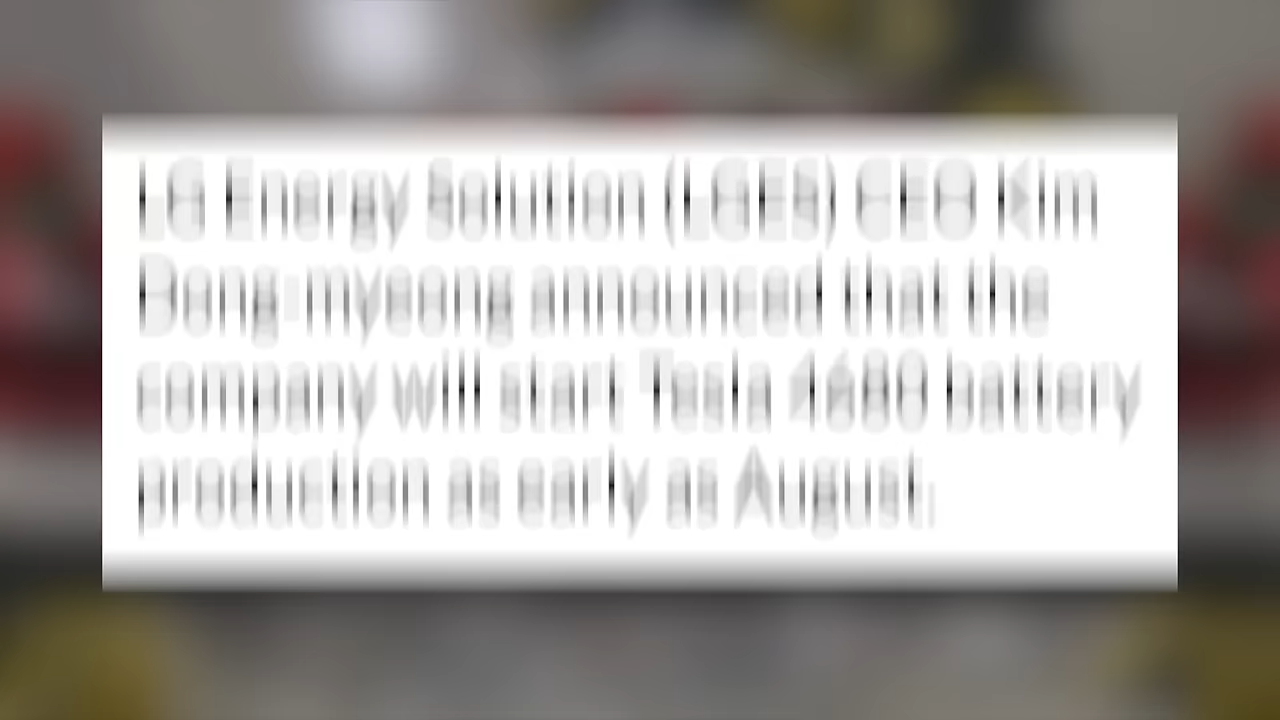 LG Energy Solution (LGES) CEO Kim
Dong-myeong announced that the
company will start Tesla 4680 battery
production as early as August.